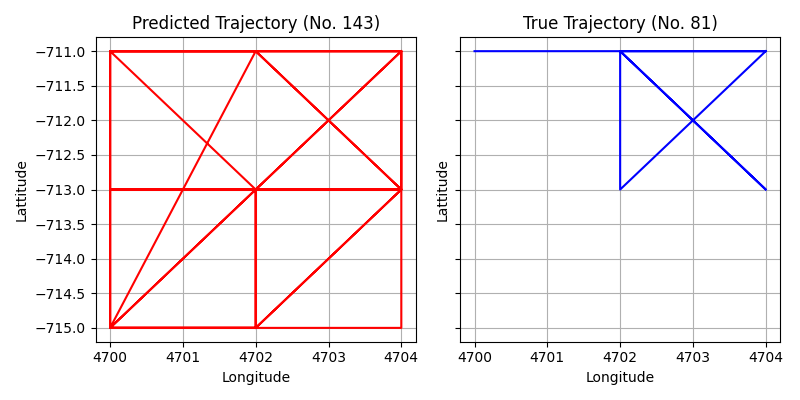 Predicted Trajectory (No. 143)
True Trajectory (No. 81)
Lattitude
−711.0
−711.5
−712.0
−712.5
−713.0
−713.5
−714.0
−714.5
−715.0
4700 4701 4702 4703 4704
Longitude
Lattitude
4700 4701 4702 4703 4704
Longitude